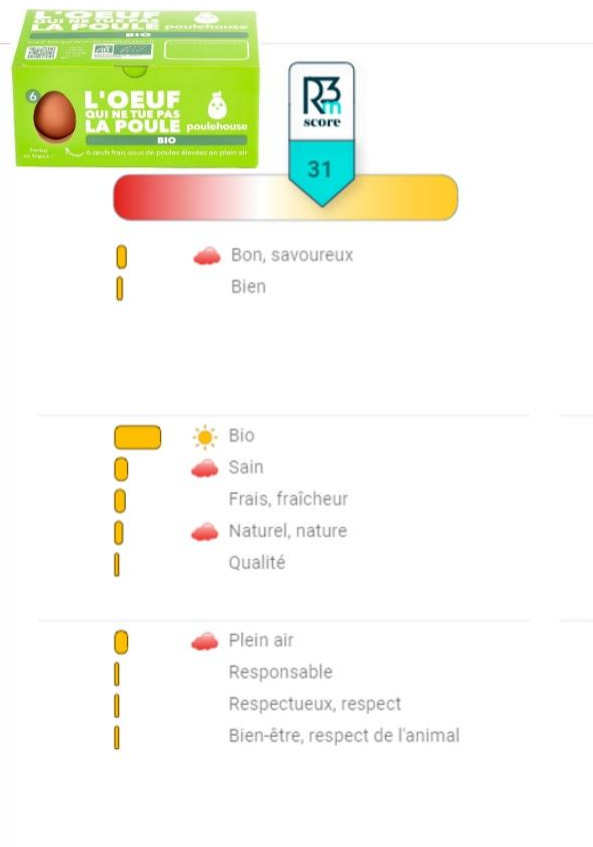 L'OEUF
QUI NE TUE PAS
LA POULE poulehouse
BIO
6
L'OEUF
QUI NE TUE PAS
LA POULE poulehouse
BIO
6 œufs frais issus de poules élevées en plein air
R3m
score
31
Bon, savoureux
Bien
Bio
Sain
Frais, fraîcheur
Naturel, nature
Qualité
Plein air
Responsable
Respectueux, respect
Bien-être, respect de l'animal